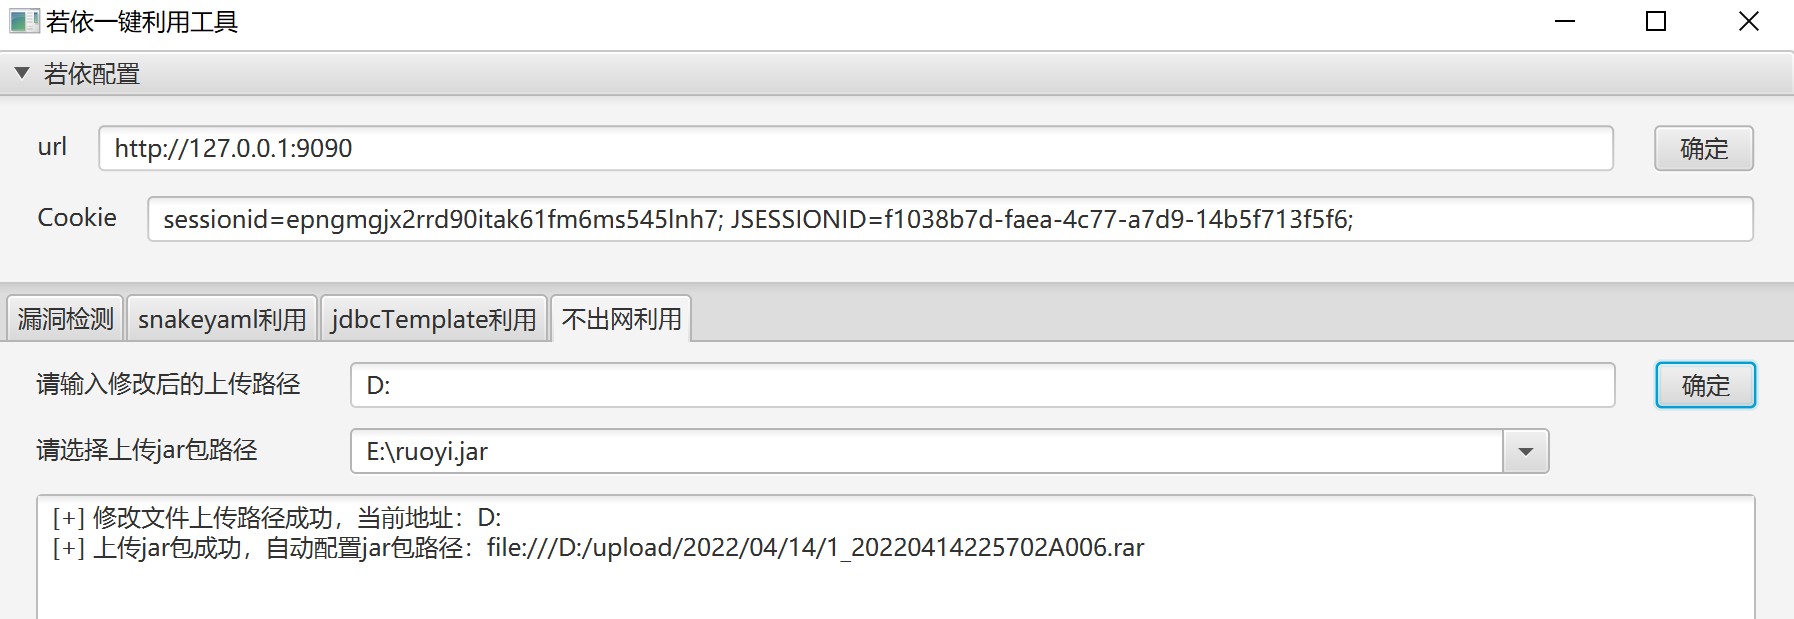 若依一键利用工具
若依配置
url http://127.0.0.1:9090 确定
Cookie sessionid=epngmgjx2rrd90itak61fm6ms545lnh7; JSESSIONID=f1038b7d-faea-4c77-a7d9-14b5f713f5f6;
漏洞检测 snakeyaml利用 jdbcTemplate利用 不出网利用
请输入修改后的上传路径 D: 确定
请选择上传jar包路径 E:\ruoyi.jar
[+] 修改文件上传路径成功，当前地址：D:
[+] 上传jar包成功，自动配置jar包路径：file:///D:/upload/2022/04/14/1_20220414225702A006.rar